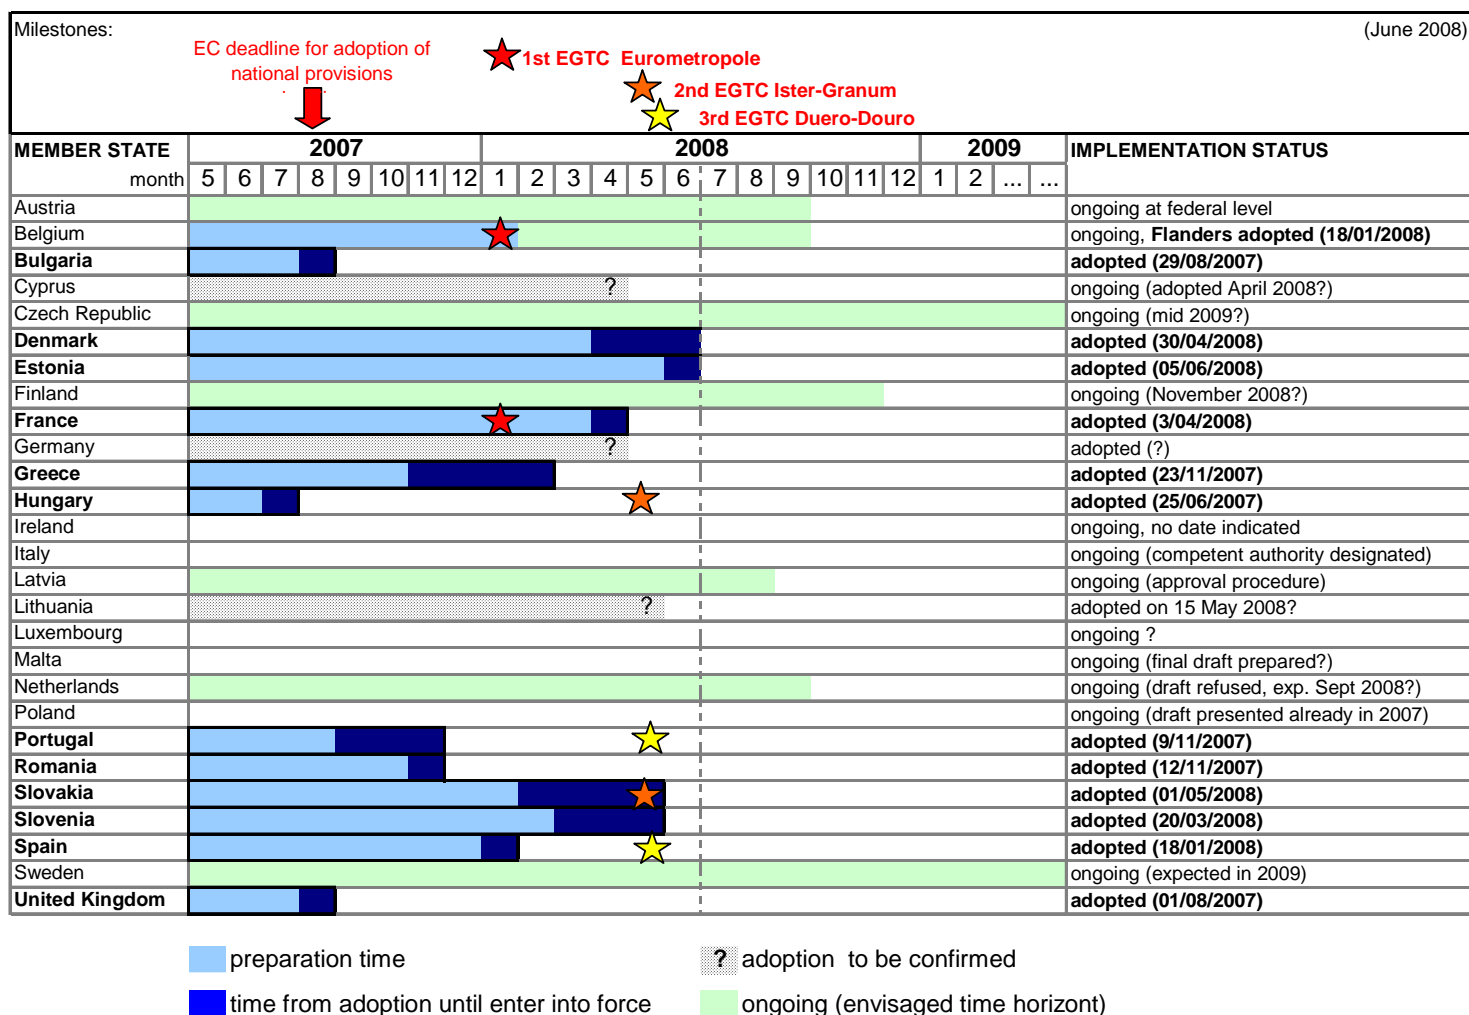 Milestones:
(June 2008)
EC deadline for adoption of
national provisions
1st EGTC Eurometropole
2nd EGTC Ister-Granum
3rd EGTC Duero-Douro
MEMBER STATE 2007 2008 2009 IMPLEMENTATION STATUS
month 5 6 7 8 9 10 11 12 1 2 3 4 5 6 7 8 9 10 11 12 1 2 ... ...
Austria ongoing at federal level
Belgium ongoing, Flanders adopted (18/01/2008)
Bulgaria adopted (29/08/2007)
Cyprus ? ongoing (adopted April 2008?)
Czech Republic ongoing (mid 2009?)
Denmark adopted (30/04/2008)
Estonia adopted (05/06/2008)
Finland ongoing (November 2008?)
France adopted (3/04/2008)
Germany ? adopted (?)
Greece adopted (23/11/2007)
Hungary adopted (25/06/2007)
Ireland ongoing, no date indicated
Italy ongoing (competent authority designated)
Latvia ongoing (approval procedure)
Lithuania ? adopted on 15 May 2008?
Luxembourg ongoing ?
Malta ongoing (final draft prepared?)
Netherlands ongoing (draft refused, exp. Sept 2008?)
Poland ongoing (draft presented already in 2007)
Portugal adopted (9/11/2007)
Romania adopted (12/11/2007)
Slovakia adopted (01/05/2008)
Slovenia adopted (20/03/2008)
Spain adopted (18/01/2008)
Sweden ongoing (expected in 2009)
United Kingdom adopted (01/08/2007)
preparation time
? adoption to be confirmed
time from adoption until enter into force
ongoing (envisaged time horizont)